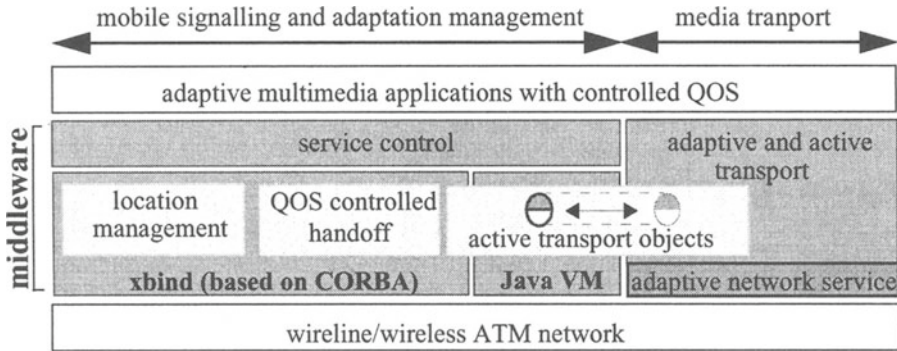 mobile signalling and adaptation management
media tranport
adaptive multimedia applications with controlled QOS
middleware
service control
adaptive and active
transport
location
management
QOS controlled
handoff
active transport objects
xbind (based on CORBA)
Java VM
adaptive network service
wireline/wireless ATM network